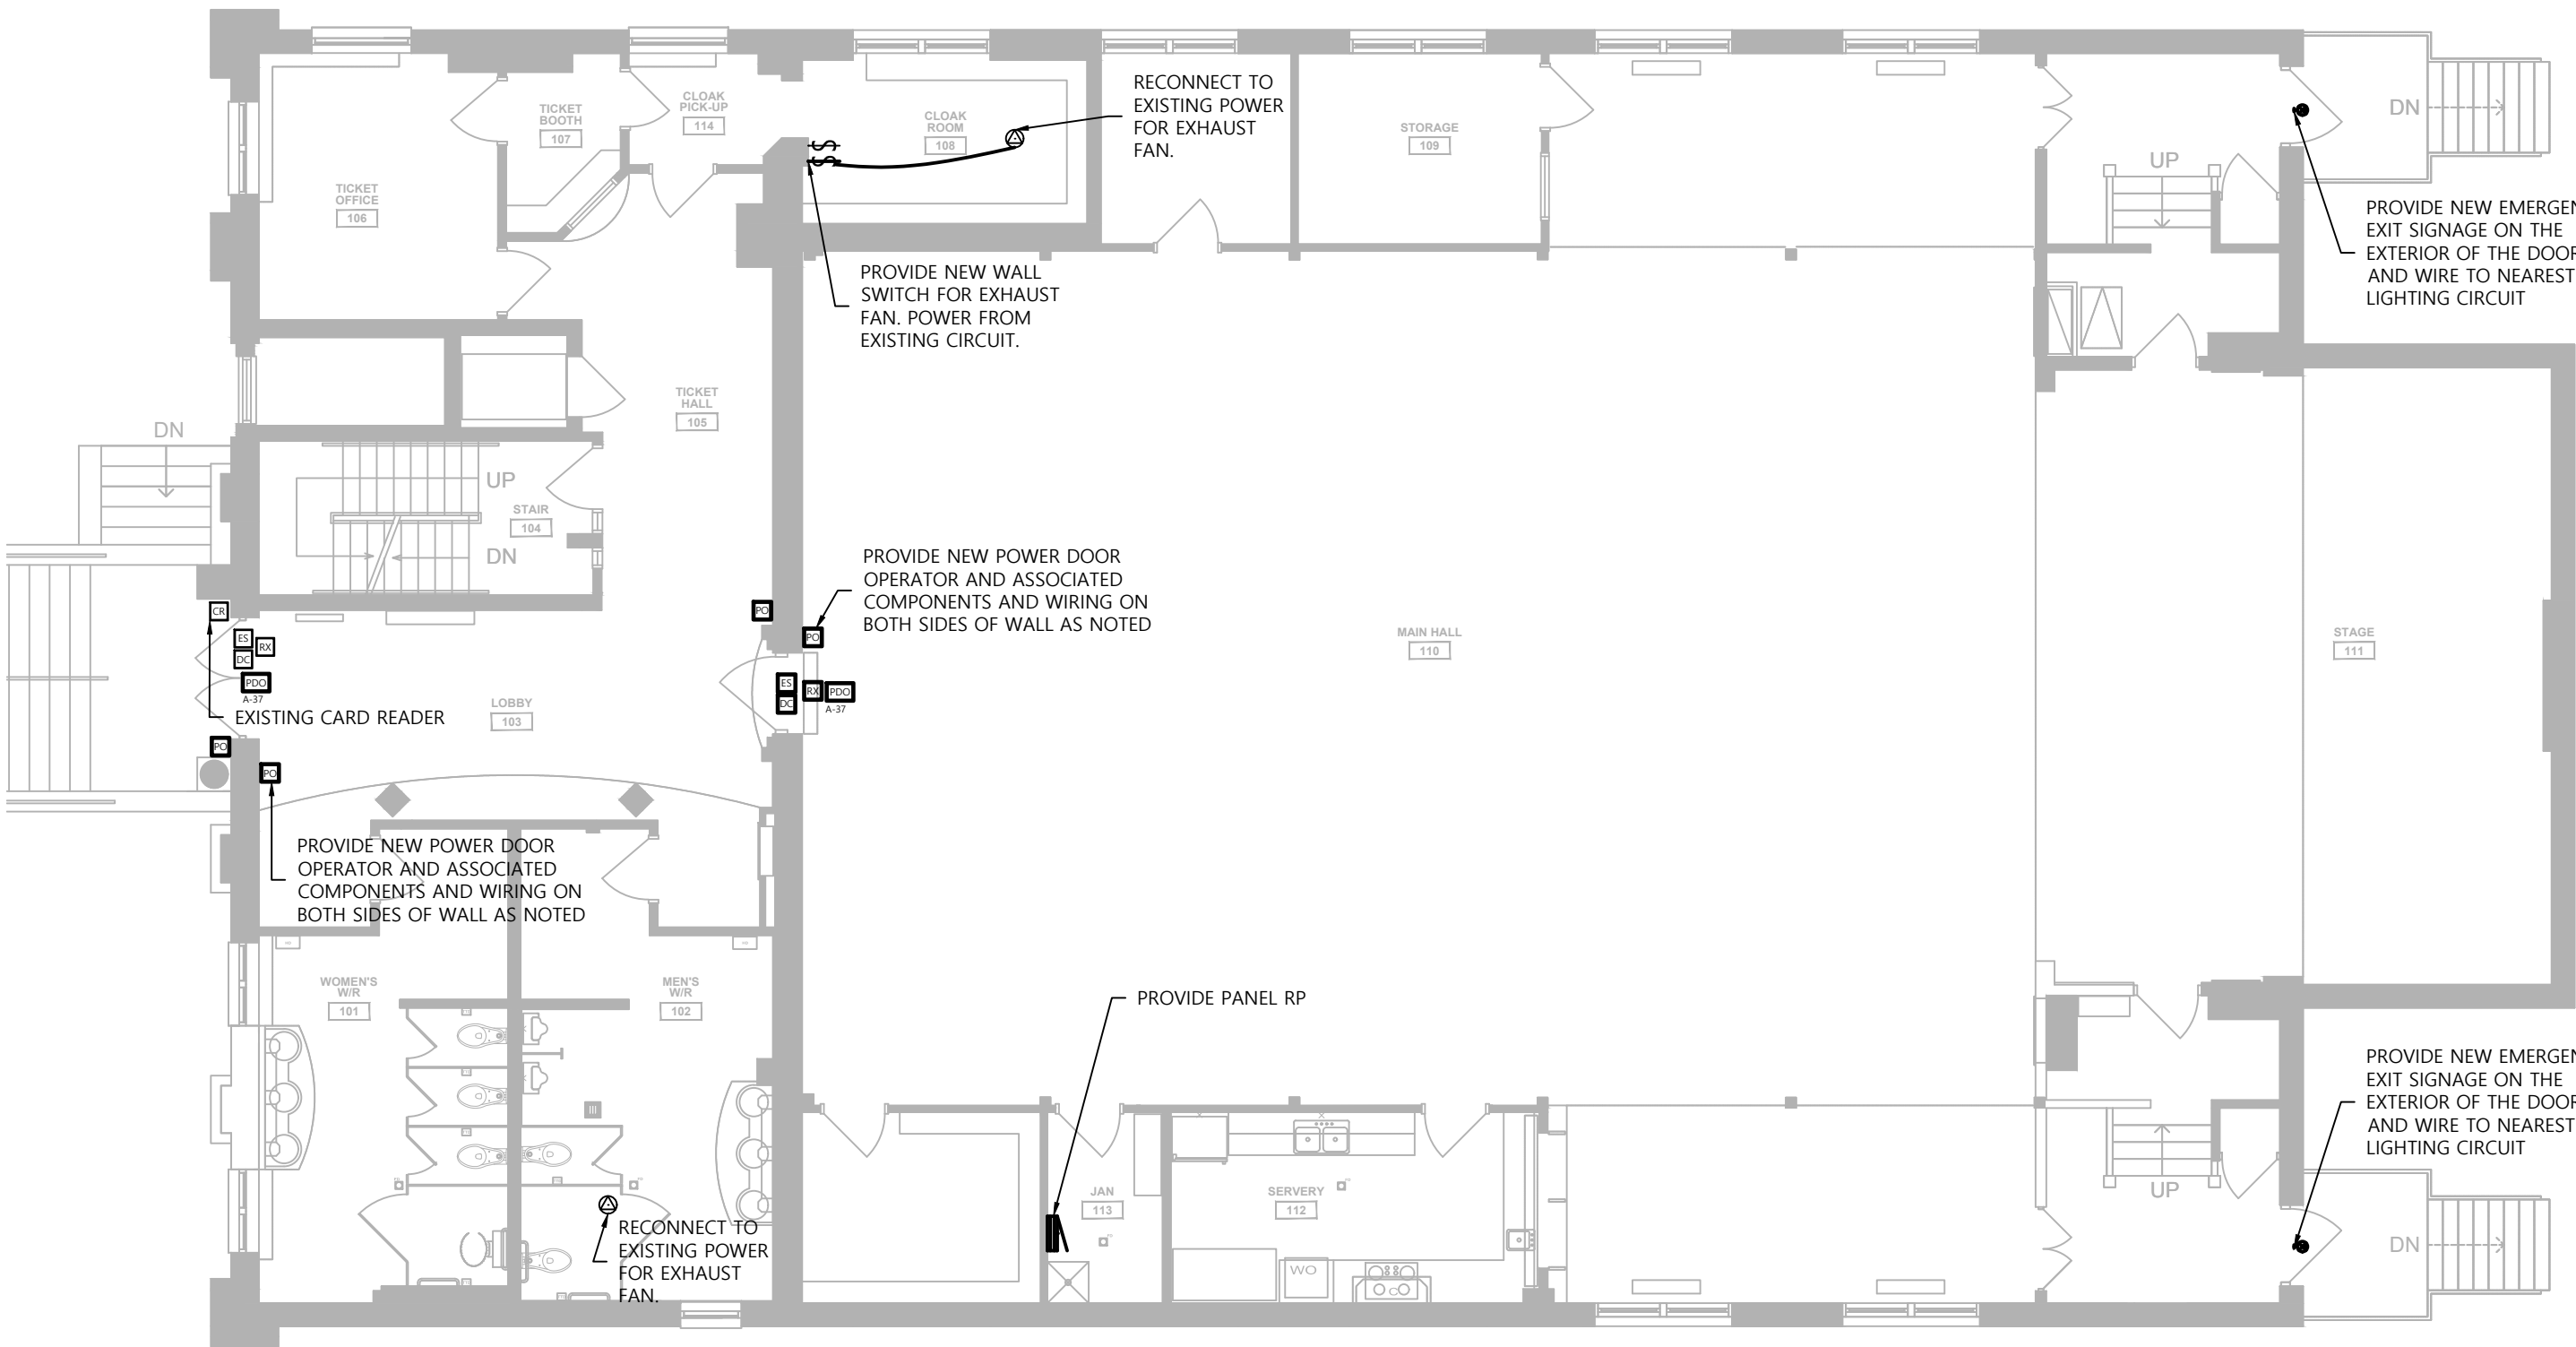 RECONNECT TO
EXISTING POWER
FOR EXHAUST
FAN.
TICKET
BOOTH
107
CLOAK
PICK-UP
114
CLOAK
ROOM
108
STORAGE
109
DN
UP
TICKET
OFFICE
106
$
$
PROVIDE NEW EMERGEN
EXIT SIGNAGE ON THE
EXTERIOR OF THE DOOR
AND WIRE TO NEAREST
LIGHTING CIRCUIT
PROVIDE NEW WALL
SWITCH FOR EXHAUST
FAN. POWER FROM
EXISTING CIRCUIT.
TICKET
HALL
105
DN
UP
STAIR
104
DN
PROVIDE NEW POWER DOOR
OPERATOR AND ASSOCIATED
COMPONENTS AND WIRING ON
BOTH SIDES OF WALL AS NOTED
CR
ES
RX
DC
PDO
A-37
EXISTING CARD READER
PO
PO
LOBBY
103
PO
PO
ES
DC
RX
PDO
A-37
MAIN HALL
110
STAGE
111
PROVIDE NEW POWER DOOR
OPERATOR AND ASSOCIATED
COMPONENTS AND WIRING ON
BOTH SIDES OF WALL AS NOTED
WOMEN'S
W/R
101
MEN'S
W/R
102
PROVIDE PANEL RP
PROVIDE NEW EMERGEN
EXIT SIGNAGE ON THE
EXTERIOR OF THE DOOR
AND WIRE TO NEAREST
LIGHTING CIRCUIT
JAN
113
SERVERY
112
UP
DN
RECONNECT TO
EXISTING POWER
FOR EXHAUST
FAN.
WO